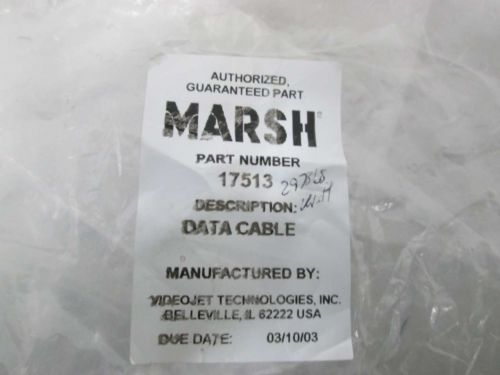 AUTHORIZED,
GUARANTEED PART
MARSH®
PART NUMBER
17513
DESCRIPTION:
DATA CABLE
MANUFACTURED BY:
VIDEOJET TECHNOLOGIES, INC.
BELLEVILLE, IL 62222 USA
DUE DATE: 03/10/03